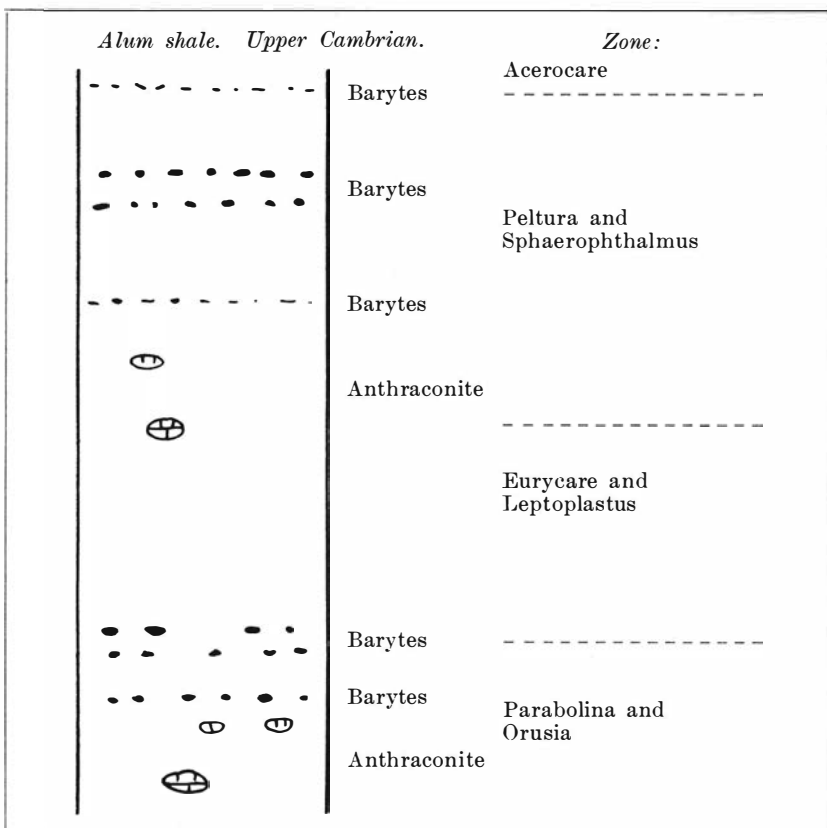 Alum shale. Upper Cambrian. Zone:
Acerocare
Barytes
Barytes
Peltura and
Sphaerophthalmus
Barytes
Anthraconite
Eurycare and
Leptoplastus
Barytes
Barytes
Parabolina and
Orusia
Anthraconite